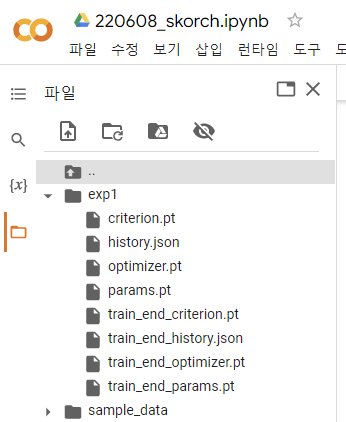 220608_skorch.ipynb
파일 수정 보기 삽입 런타임 도구
파일
..
{x}
exp1
criterion.pt
history.json
optimizer.pt
params.pt
train_end_criterion.pt
train_end_history.json
train_end_optimizer.pt
train_end_params.pt
sample_data